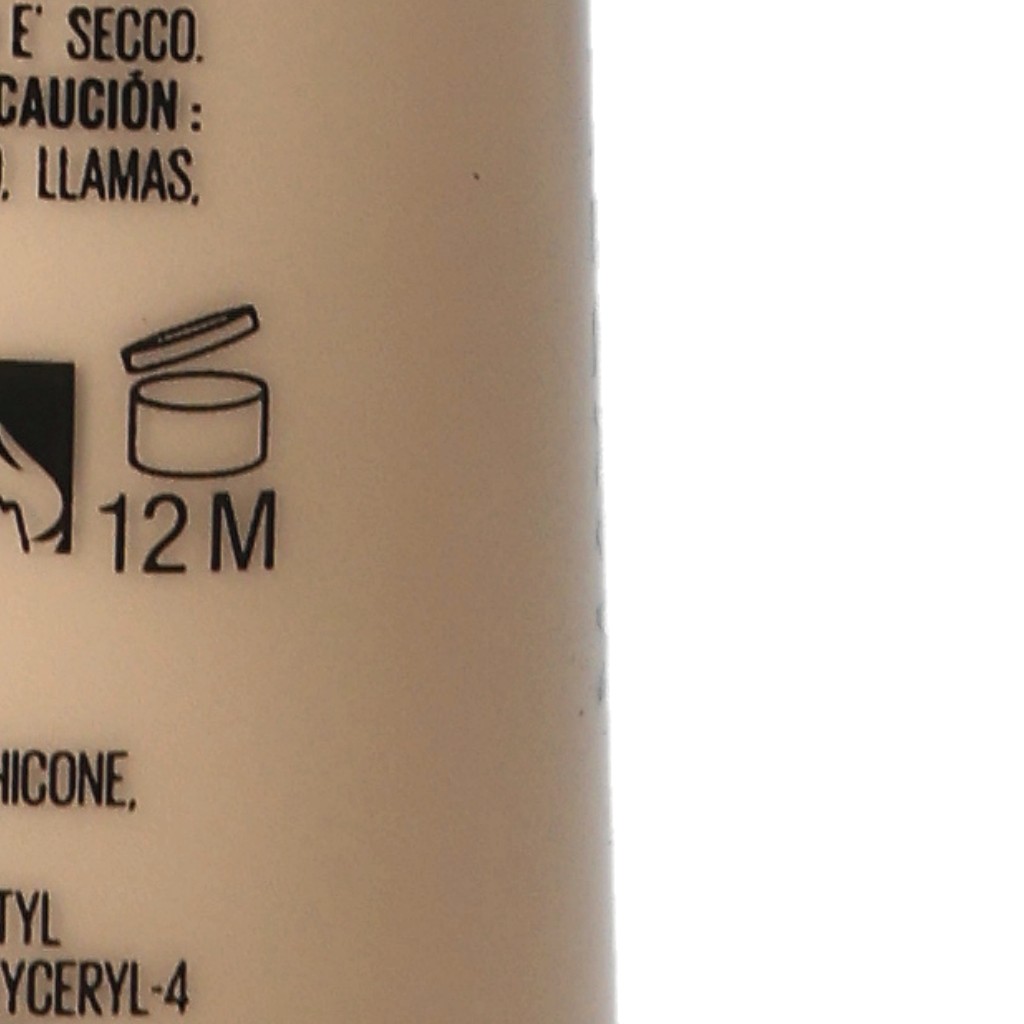 E' SECCO.
CAUCIÓN :
LLAMAS,
12 M
HICONE,
TYL
YCERYL-4